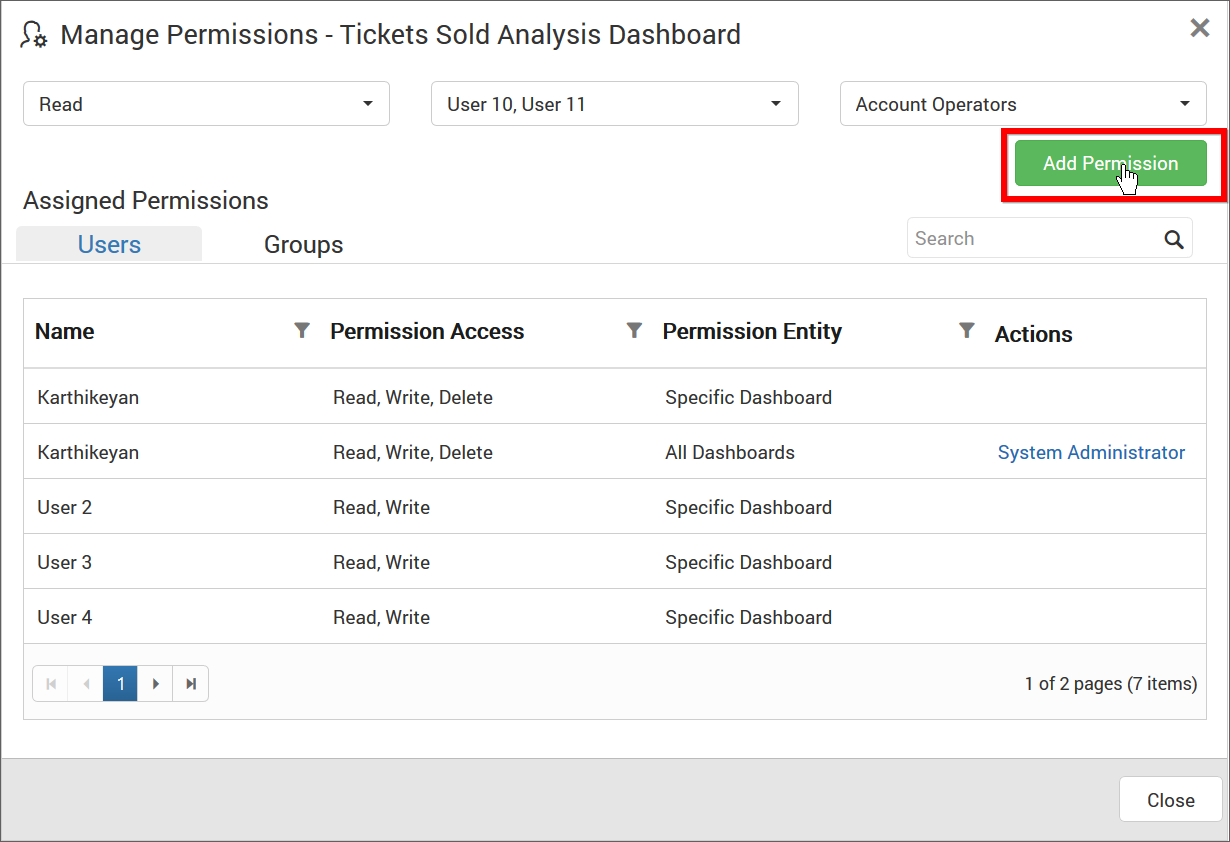 Manage Permissions - Tickets Sold Analysis Dashboard
Read User 10, User 11 Account Operators
Add Permission
Assigned Permissions
Users Groups Search
Name Permission Access Permission Entity Actions
Karthikeyan Read, Write, Delete Specific Dashboard
Karthikeyan Read, Write, Delete All Dashboards System Administrator
User 2 Read, Write Specific Dashboard
User 3 Read, Write Specific Dashboard
User 4 Read, Write Specific Dashboard
1 1 of 2 pages (7 items)
Close